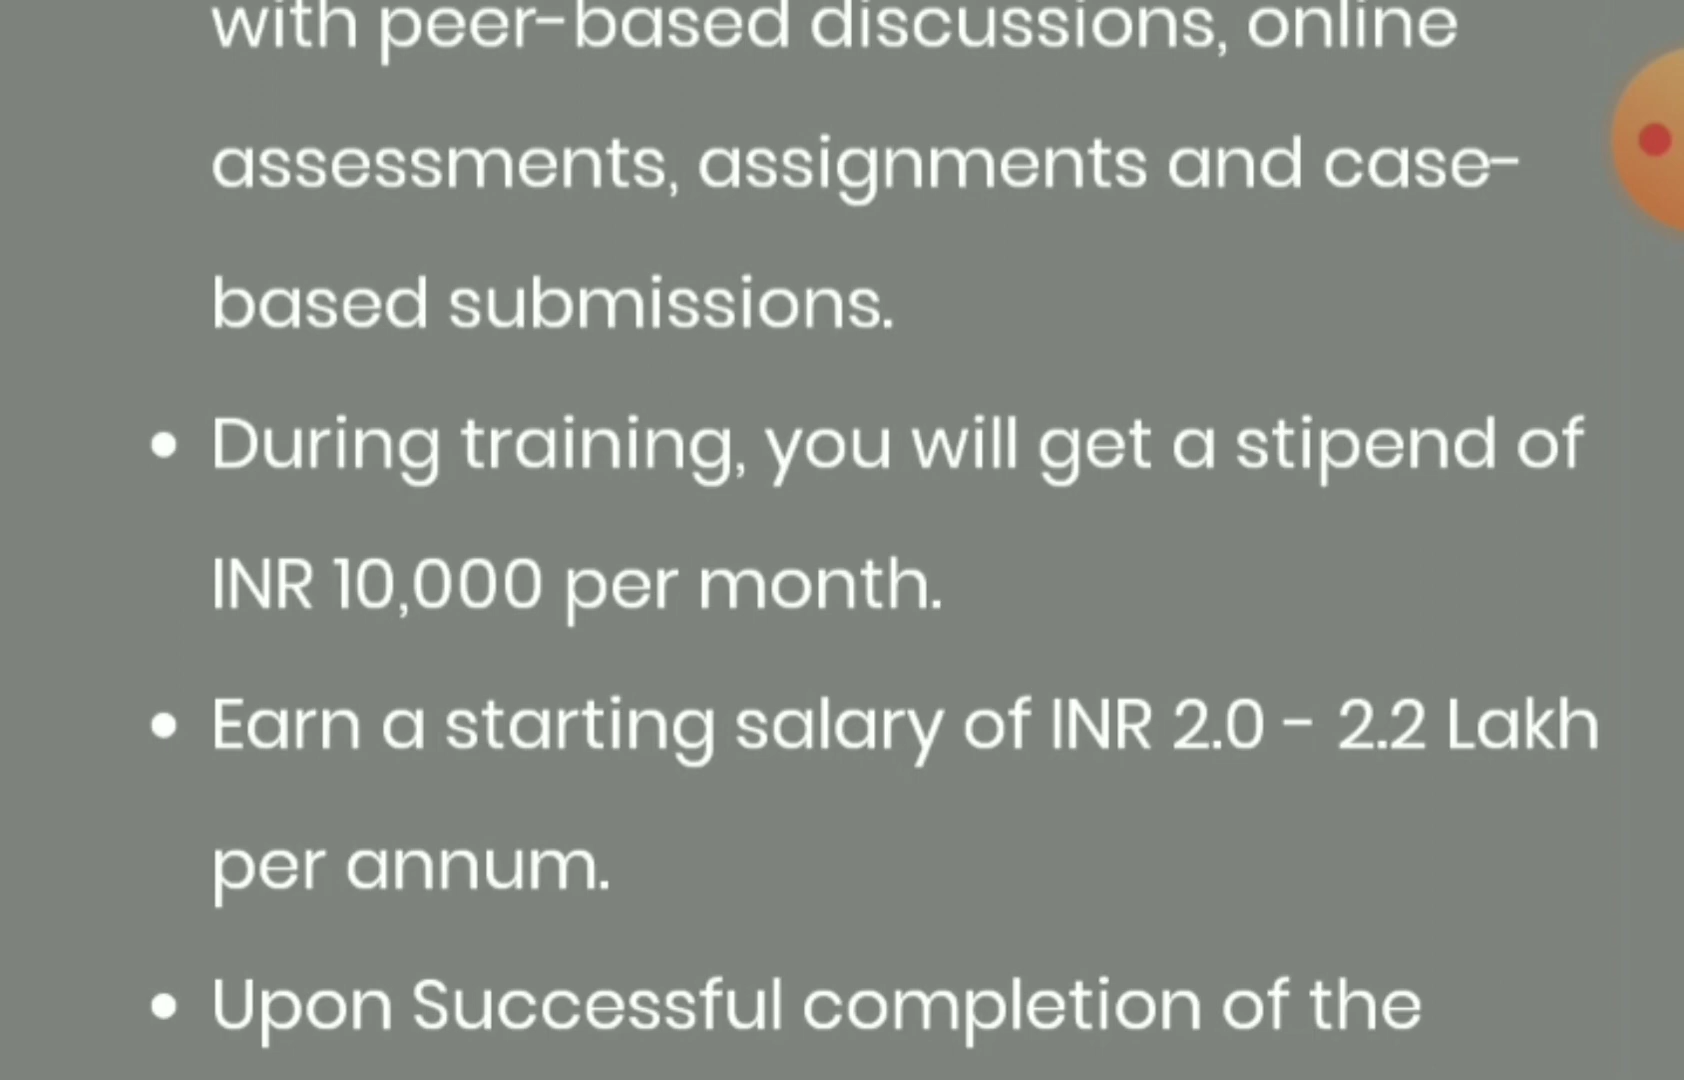 with peer-based discussions, online
assessments, assignments and case-
based submissions.
• During training, you will get a stipend of
INR 10,000 per month.
• Earn a starting salary of INR 2.0 - 2.2 Lakh
per annum.
• Upon Successful completion of the